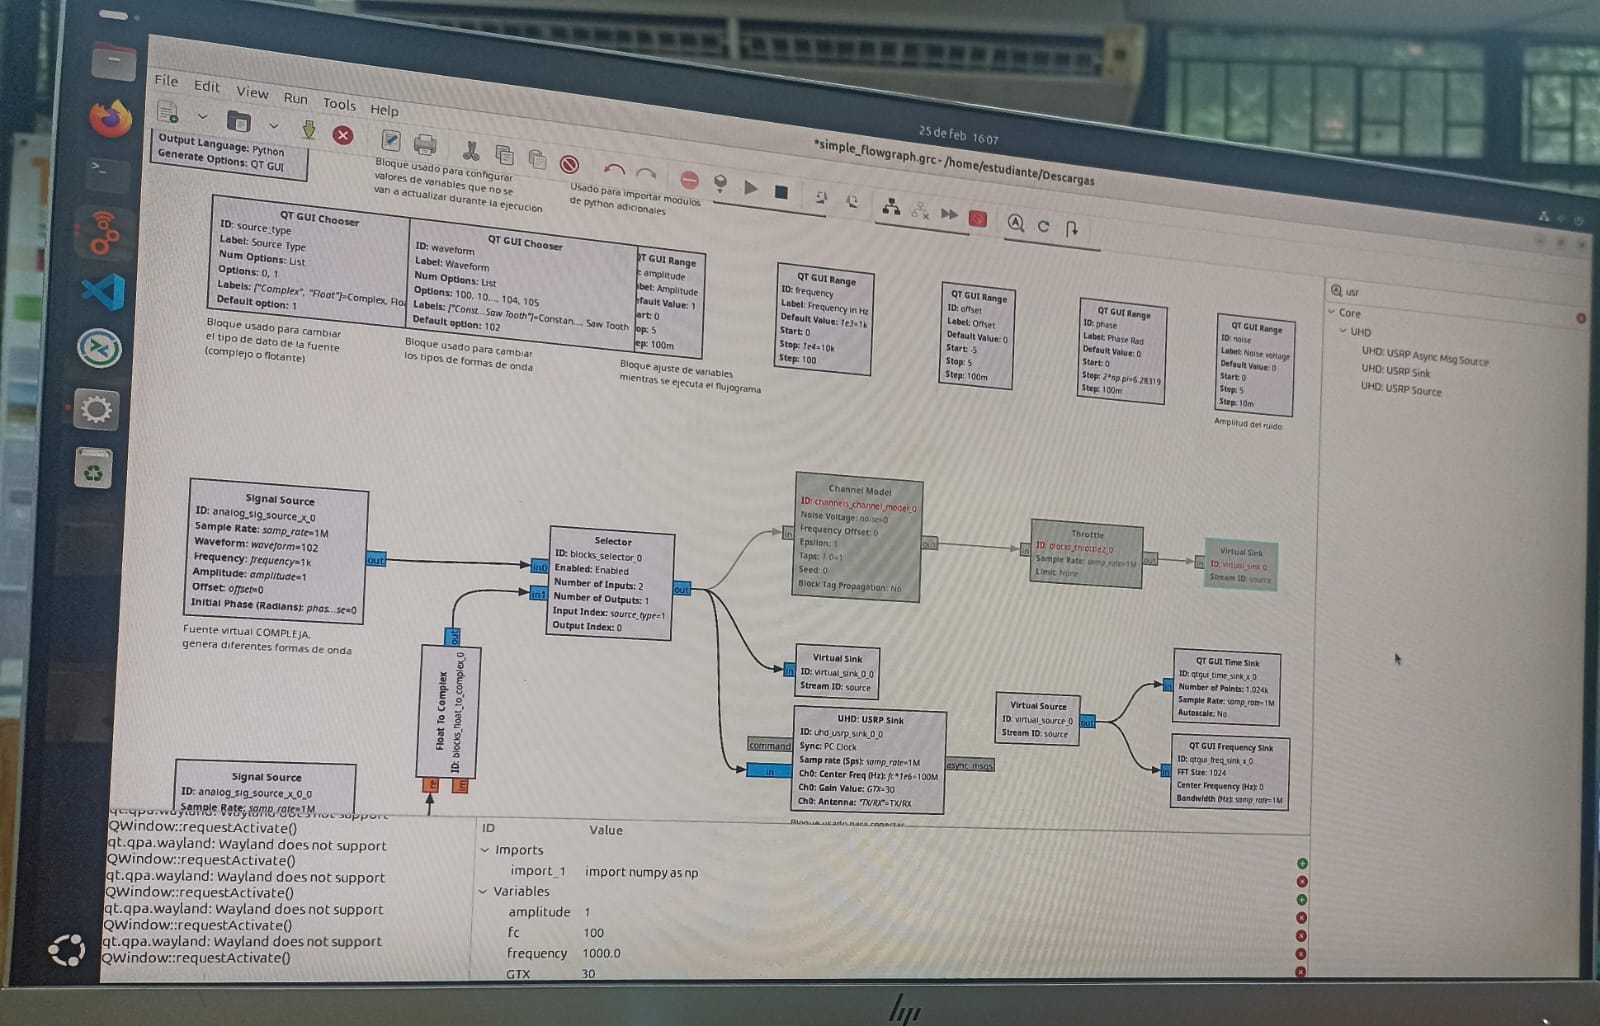 25 de feb 16:07
*simple_flowgraph.grc - /home/estudiante/Descargas
File Edit View Run Tools Help
Output Language: Python
Generate Options: QT GUI
Bloque usado para configurar
valores de variables que no se
van a actualizar durante la ejecución
Usado para importar modulos
de python adicionales
QT GUI Chooser
ID: source_type
Label: Source Type
Num Options: List
Options: 0, 1
Labels: ["Complex", "Float"]=Complex, Flo
Default option: 1
Bloque usado para cambiar
el tipo de dato de la fuente
(complejo o flotante)
QT GUI Chooser
ID: waveform
Label: Waveform
Num Options: List
Options: 100, 10..., 104, 105
Labels: ["Const...Saw Tooth"]=Constan... Saw Tooth
Default option: 102
Bloque usado para cambiar
los tipos de formas de onda
QT GUI Range
: amplitude
bel: Amplitude
efault Value: 1
art: 0
op: 5
ep: 100m
Bloque ajuste de variables
mientras se ejecuta el flujograma
QT GUI Range
ID: frequency
Label: Frequency in Hz
Default Value: 1e3=1k
Start: 0
Stop: 1e4=10k
Step: 100
QT GUI Range
ID: offset
Label: Offset
Default Value: 0
Start: -5
Stop: 5
Step: 100m
QT GUI Range
ID: phase
Label: Phase Rad
Default Value: 0
Start: 0
Stop: 2*np.pi=6.28319
Step: 100m
QT GUI Range
ID: noise
Label: Noise voltage
Default Value: 0
Start: 0
Stop: 5
Step: 10m
Amplitud del ruido
usr
Core
UHD
UHD: USRP Async Msg Source
UHD: USRP Sink
UHD: USRP Source
Signal Source
ID: analog_sig_source_x_0
Sample Rate: samp_rate=1M
Waveform: waveform=102
Frequency: frequency=1k
Amplitude: amplitude=1
Offset: offset=0
Initial Phase (Radians): phas...se=0
out
Fuente virtual COMPLEJA,
genera diferentes formas de onda
in0
in1
Selector
ID: blocks_selector_0
Enabled: Enabled
Number of Inputs: 2
Number of Outputs: 1
Input Index: source_type=1
Output Index: 0
out
in
Channel Model
ID: channels_channel_model_0
Noise Voltage: noise=0
Frequency Offset: 0
Epsilon: 1
Taps: 1.0=1
Seed: 0
Block Tag Propagation: No
out
in
Throttle
ID: blocks_throttle2_0
Sample Rate: samp_rate=1M
Limit: None
out
in
Virtual Sink
ID: virtual_sink_0
Stream ID: source
out
Float To Complex
ID: blocks_float_to_complex_0
re
im
in
Virtual Sink
ID: virtual_sink_0_0
Stream ID: source
command
in
UHD: USRP Sink
ID: uhd_usrp_sink_0_0
Sync: PC Clock
Samp rate (Sps): samp_rate=1M
Ch0: Center Freq (Hz): fc*1e6=100M
Ch0: Gain Value: GTX=30
Ch0: Antenna: "TX/RX"=TX/RX
async_msgs
Bloque usado para conectar
Virtual Source
ID: virtual_source_0
Stream ID: source
out
in
QT GUI Time Sink
ID: qtgui_time_sink_x_0
Number of Points: 1.024k
Sample Rate: samp_rate=1M
Autoscale: No
in
QT GUI Frequency Sink
ID: qtgui_freq_sink_x_0
FFT Size: 1024
Center Frequency (Hz): 0
Bandwidth (Hz): samp_rate=1M
Signal Source
ID: analog_sig_source_x_0_0
Sample Rate: samp_rate=1M
qt.qpa.wayland: Wayland does not support
QWindow::requestActivate()
qt.qpa.wayland: Wayland does not support
QWindow::requestActivate()
qt.qpa.wayland: Wayland does not support
QWindow::requestActivate()
qt.qpa.wayland: Wayland does not support
QWindow::requestActivate()
qt.qpa.wayland: Wayland does not support
QWindow::requestActivate()
ID Value
Imports
import_1 import numpy as np
Variables
amplitude 1
fc 100
frequency 1000.0
GTX 30
hp